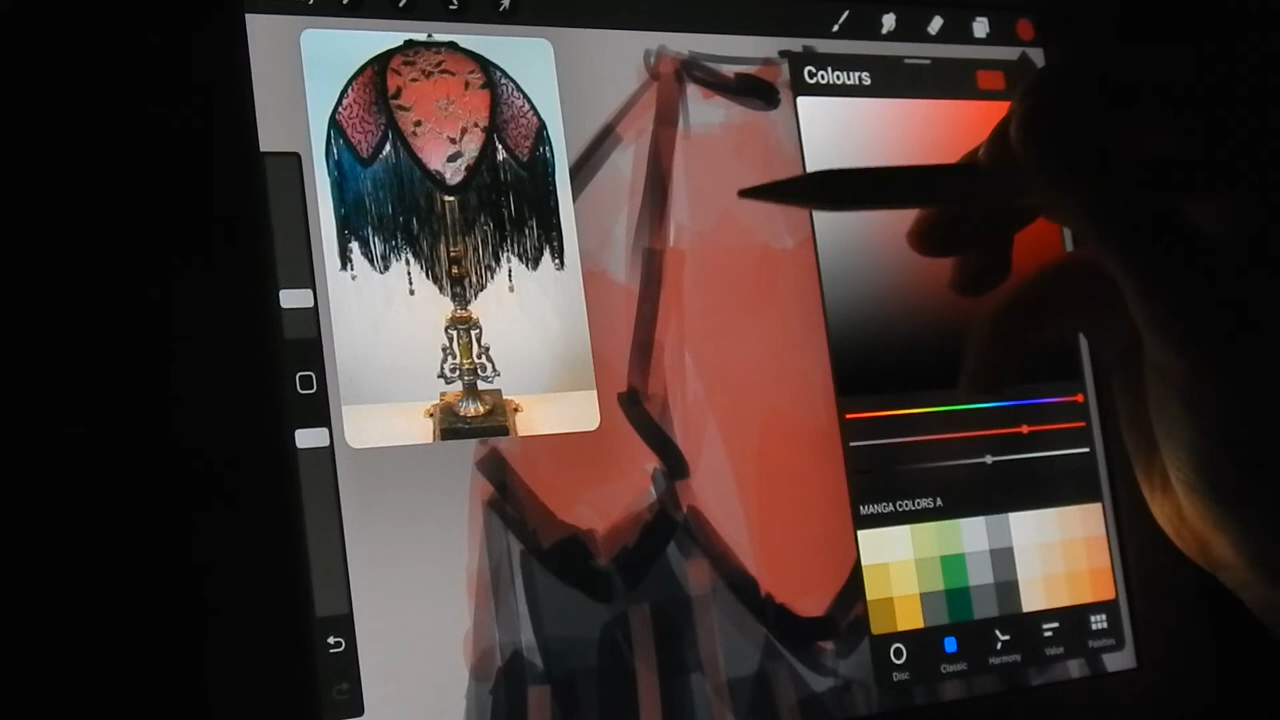 Colours
MANGA COLORS A
Disc
Classic
Harmony
Value
Palettes